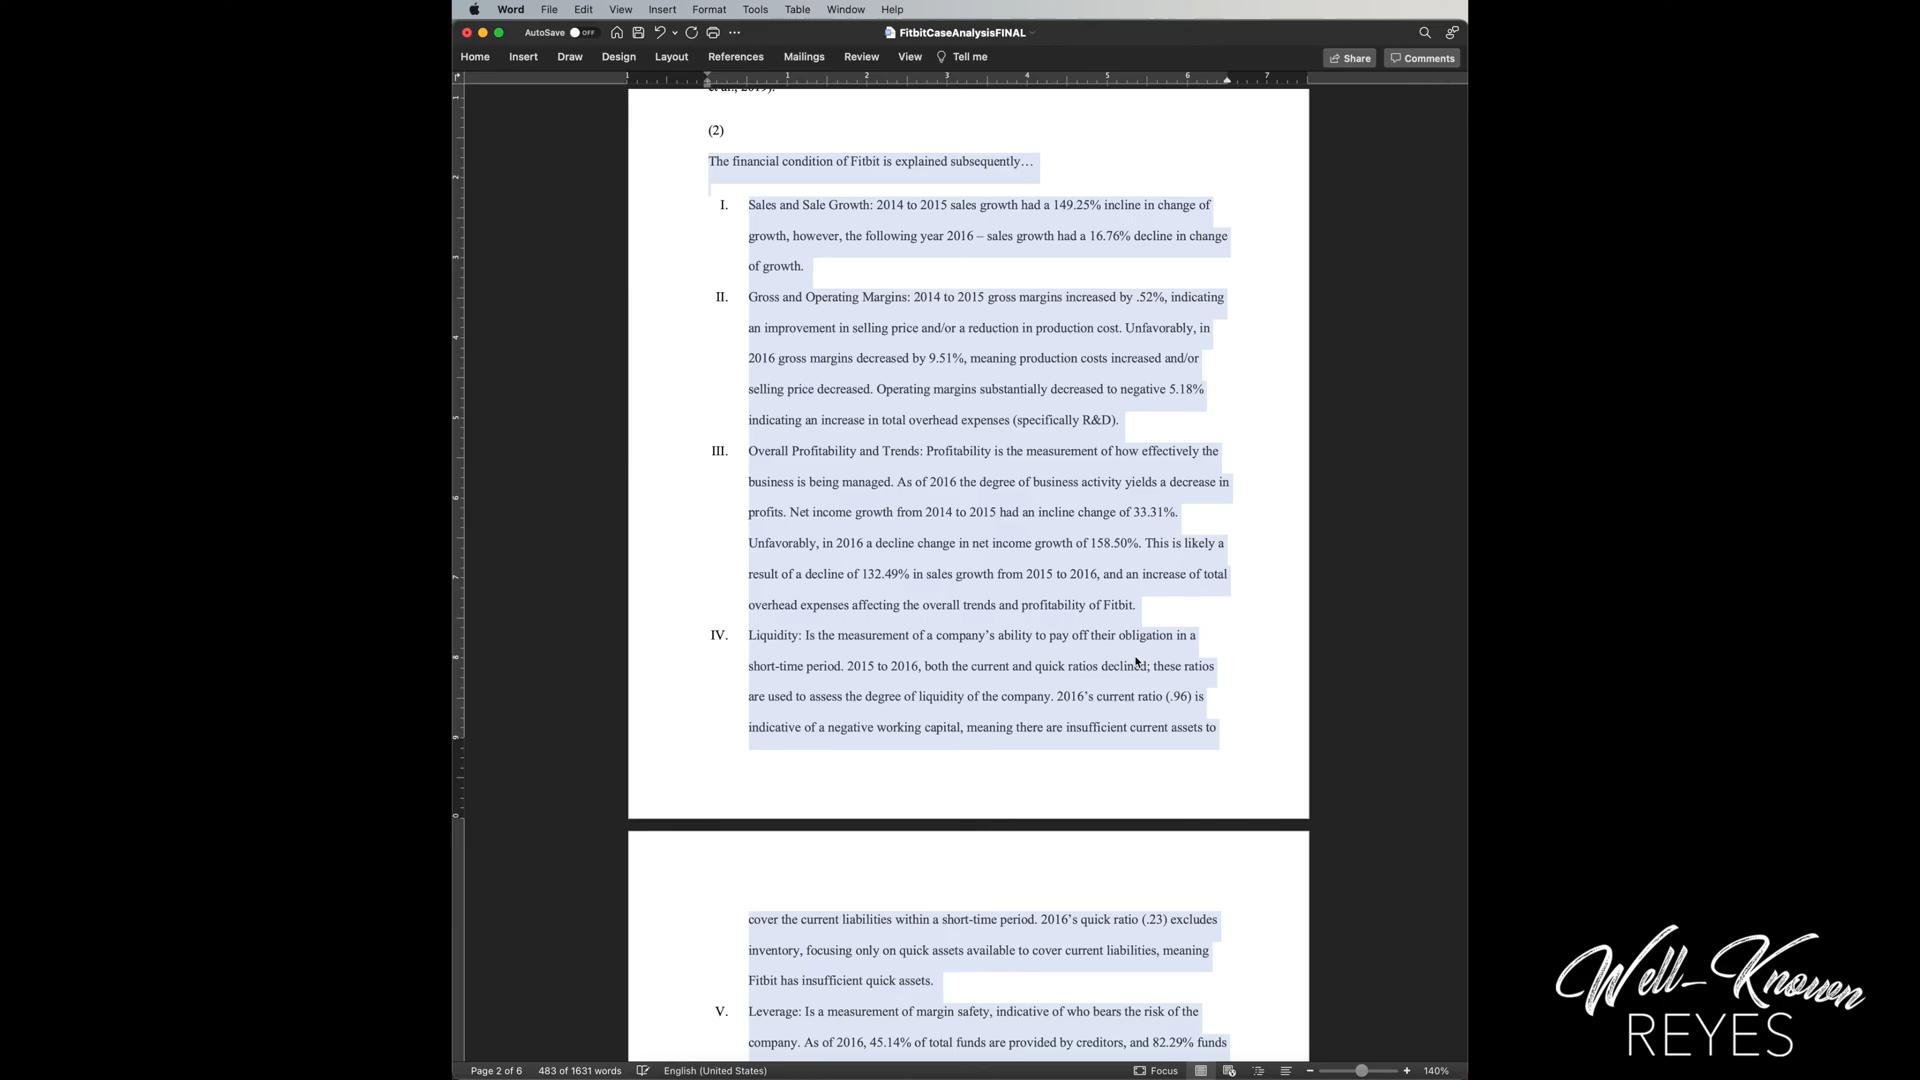 Word File Edit View Insert Format Tools Table Window Help
AutoSave OFF FitbitCaseAnalysisFINAL
Home Insert Draw Design Layout References Mailings Review View Tell me Share Comments
1 1 2 3 4 5 6 7
et al., 2019).
(2)
The financial condition of Fitbit is explained subsequently…
I. Sales and Sale Growth: 2014 to 2015 sales growth had a 149.25% incline in change of
growth, however, the following year 2016 – sales growth had a 16.76% decline in change
of growth.
II. Gross and Operating Margins: 2014 to 2015 gross margins increased by .52%, indicating
an improvement in selling price and/or a reduction in production cost. Unfavorably, in
2016 gross margins decreased by 9.51%, meaning production costs increased and/or
selling price decreased. Operating margins substantially decreased to negative 5.18%
indicating an increase in total overhead expenses (specifically R&D).
III. Overall Profitability and Trends: Profitability is the measurement of how effectively the
business is being managed. As of 2016 the degree of business activity yields a decrease in
profits. Net income growth from 2014 to 2015 had an incline change of 33.31%.
Unfavorably, in 2016 a decline change in net income growth of 158.50%. This is likely a
result of a decline of 132.49% in sales growth from 2015 to 2016, and an increase of total
overhead expenses affecting the overall trends and profitability of Fitbit.
IV. Liquidity: Is the measurement of a company’s ability to pay off their obligation in a
short-time period. 2015 to 2016, both the current and quick ratios declined; these ratios
are used to assess the degree of liquidity of the company. 2016’s current ratio (.96) is
indicative of a negative working capital, meaning there are insufficient current assets to
cover the current liabilities within a short-time period. 2016’s quick ratio (.23) excludes
inventory, focusing only on quick assets available to cover current liabilities, meaning
Fitbit has insufficient quick assets.
V. Leverage: Is a measurement of margin safety, indicative of who bears the risk of the
company. As of 2016, 45.14% of total funds are provided by creditors, and 82.29% funds
Page 2 of 6 483 of 1631 words English (United States) Focus 140%
Well-Known
REYES